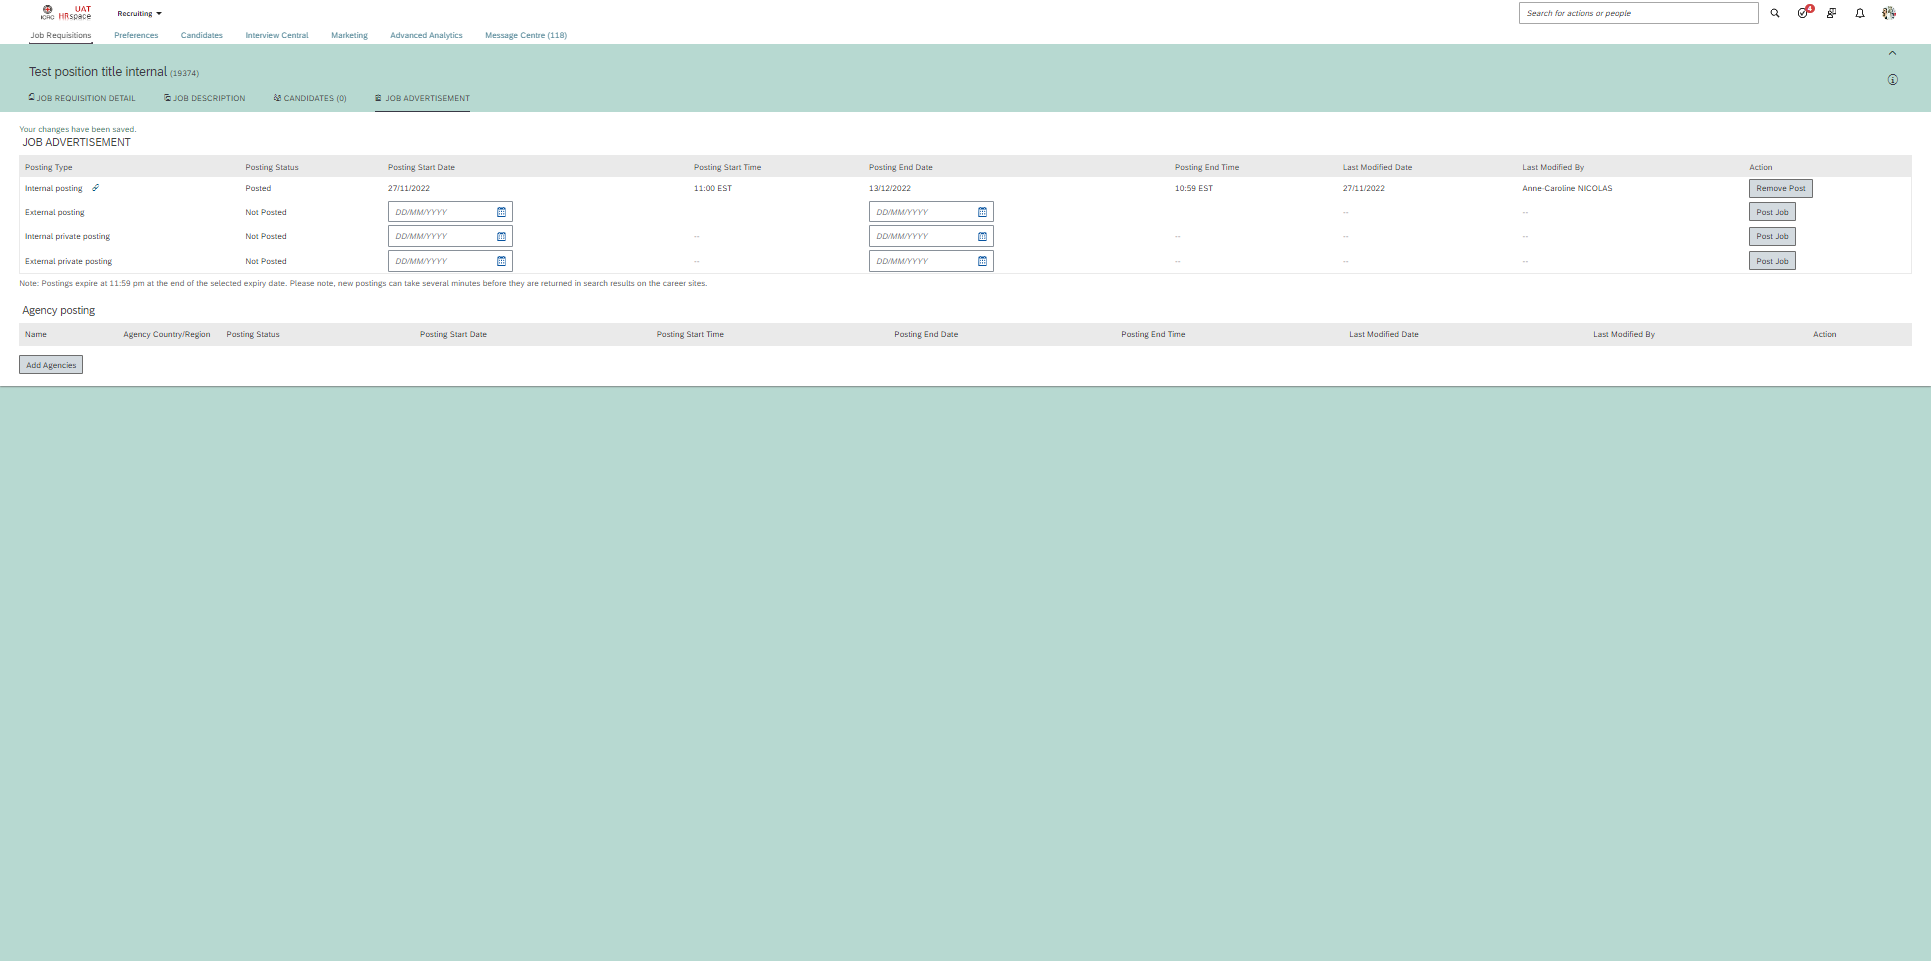 ICRC UAT HRspace Recruiting Search for actions or people 4
Job Requisitions Preferences Candidates Interview Central Marketing Advanced Analytics Message Centre (118)
Test position title internal (19374)
JOB REQUISITION DETAIL JOB DESCRIPTION CANDIDATES (0) JOB ADVERTISEMENT
Your changes have been saved.
JOB ADVERTISEMENT
Posting Type Posting Status Posting Start Date Posting Start Time Posting End Date Posting End Time Last Modified Date Last Modified By Action
Internal posting Posted 27/11/2022 11:00 EST 13/12/2022 10:59 EST 27/11/2022 Anne-Caroline NICOLAS Remove Post
External posting Not Posted DD/MM/YYYY DD/MM/YYYY -- -- Post Job
Internal private posting Not Posted DD/MM/YYYY -- DD/MM/YYYY -- -- -- Post Job
External private posting Not Posted DD/MM/YYYY -- DD/MM/YYYY -- -- -- Post Job
Note: Postings expire at 11:59 pm at the end of the selected expiry date. Please note, new postings can take several minutes before they are returned in search results on the career sites.
Agency posting
Name Agency Country/Region Posting Status Posting Start Date Posting Start Time Posting End Date Posting End Time Last Modified Date Last Modified By Action
Add Agencies